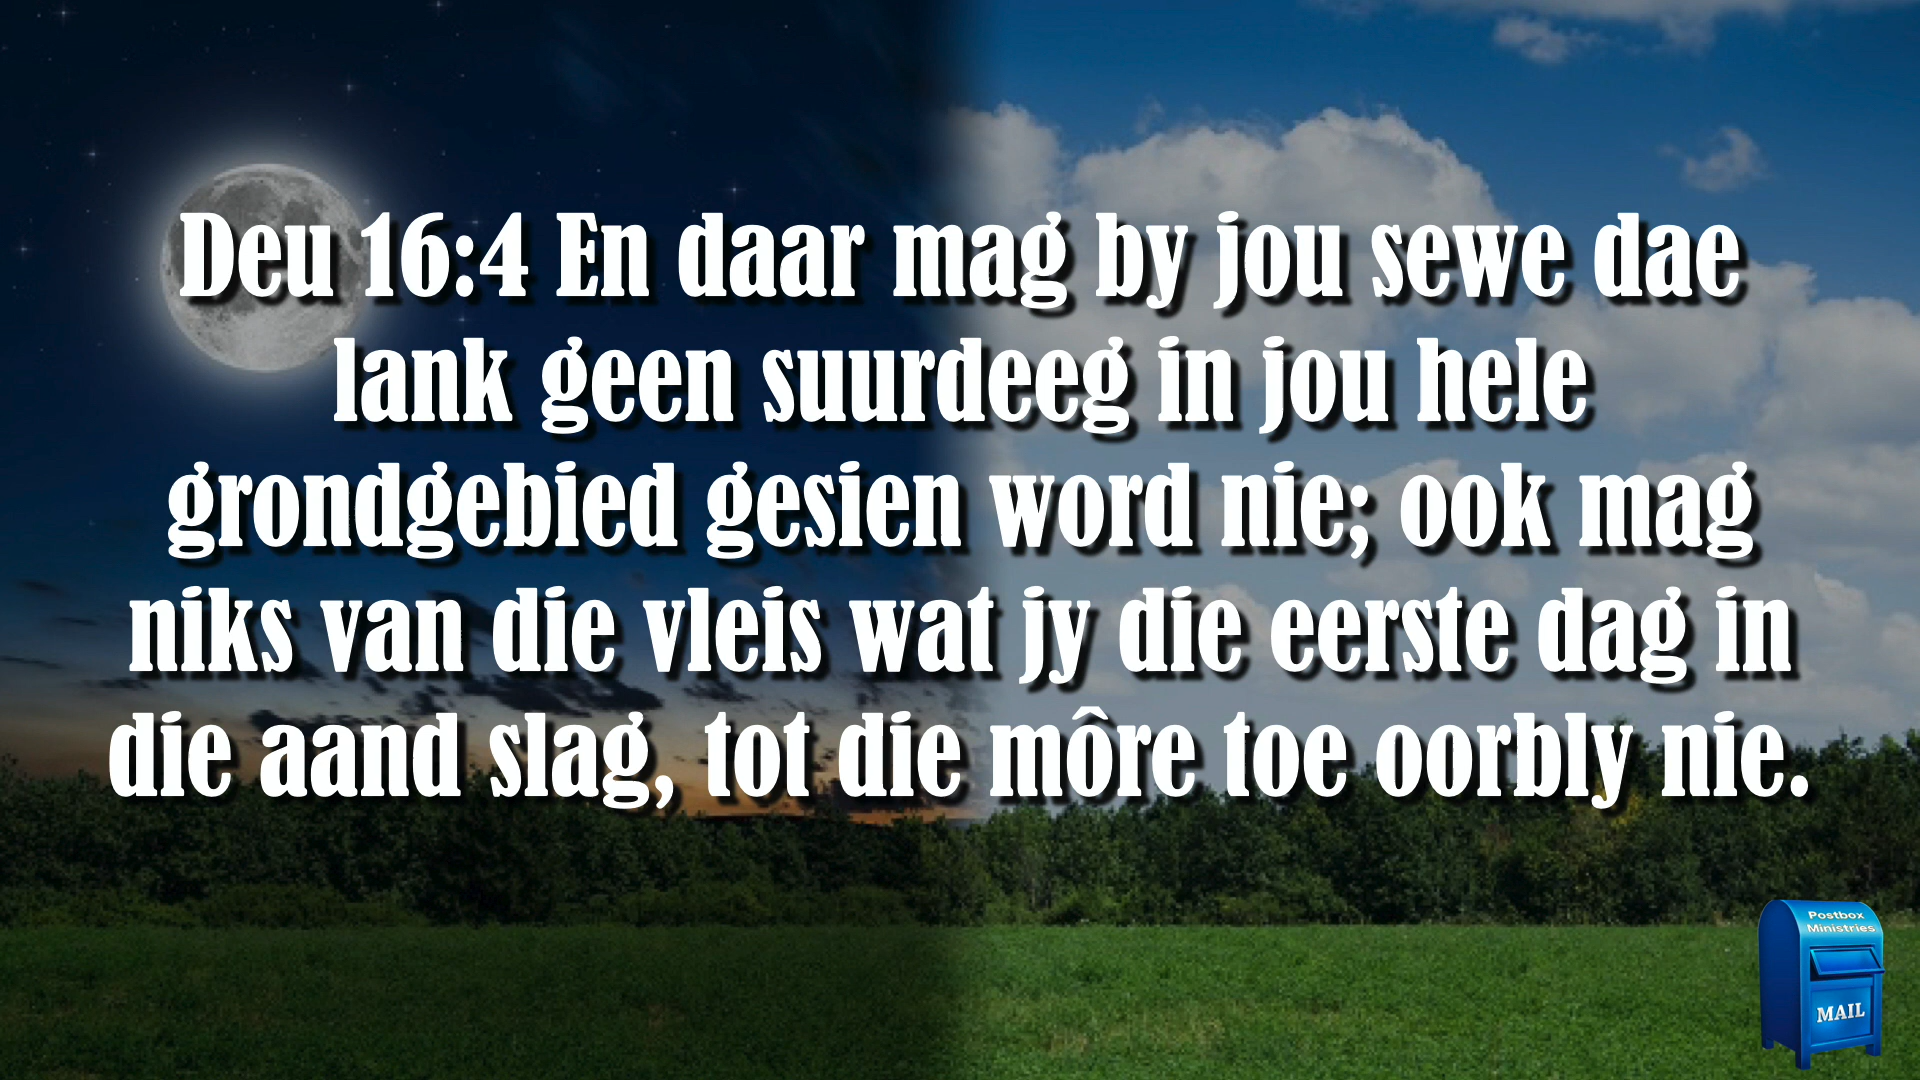 Deu 16:4 En daar mag by jou sewe dae
lank geen suurdeeg in jou hele
grondgebied gesien word nie; ook mag
niks van die vleis wat jy die eerste dag in
die aand slag, tot die môre toe oorbly nie.
Postbox
Ministries
MAIL